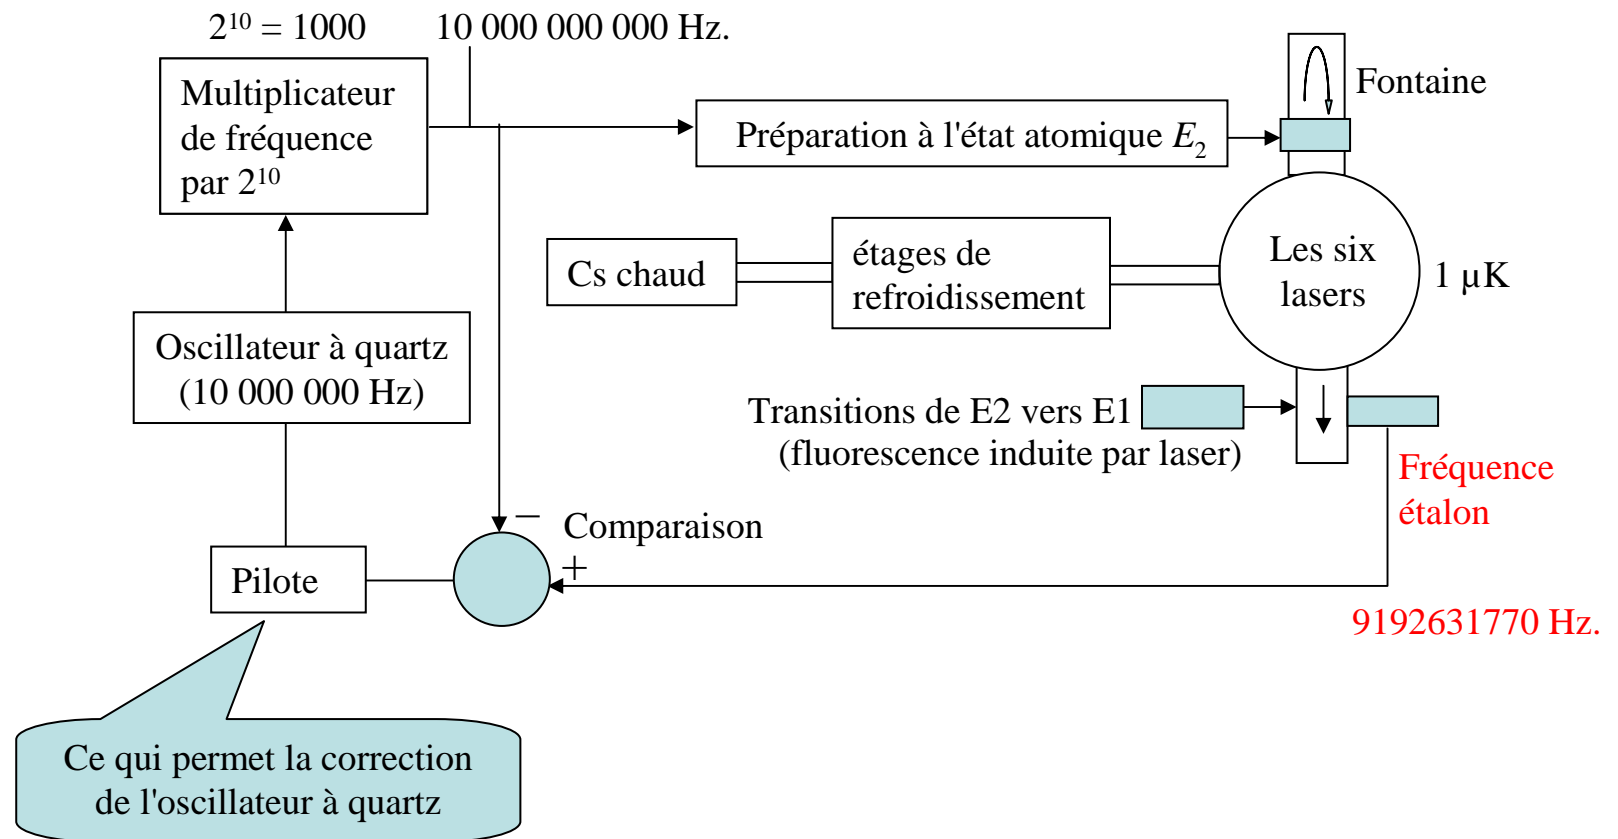 2¹⁰ = 1000
10 000 000 000 Hz.
Multiplicateur
de fréquence
par 2¹⁰
Préparation à l'état atomique E₂
Fontaine
Cs chaud
étages de
refroidissement
Les six
lasers
1 µK
Oscillateur à quartz
(10 000 000 Hz)
Transitions de E2 vers E1
(fluorescence induite par laser)
Fréquence
étalon
−
Comparaison
+
Pilote
9192631770 Hz.
Ce qui permet la correction
de l'oscillateur à quartz